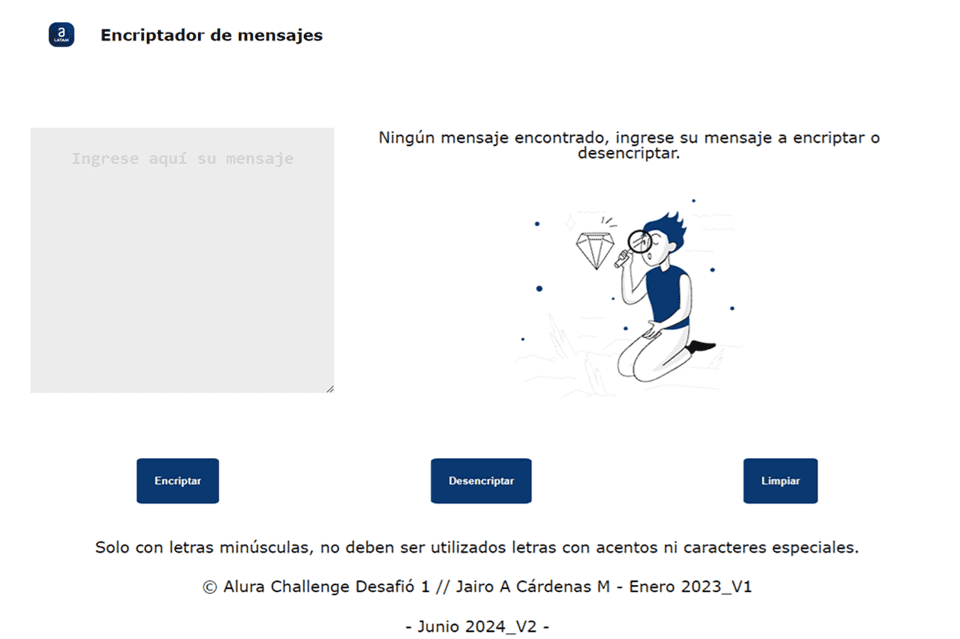 a
LATAM
Encriptador de mensajes
Ingrese aquí su mensaje
Ningún mensaje encontrado, ingrese su mensaje a encriptar o
desencriptar.
Encriptar
Desencriptar
Limpiar
Solo con letras minúsculas, no deben ser utilizados letras con acentos ni caracteres especiales.
© Alura Challenge Desafió 1 // Jairo A Cárdenas M - Enero 2023_V1
- Junio 2024_V2 -